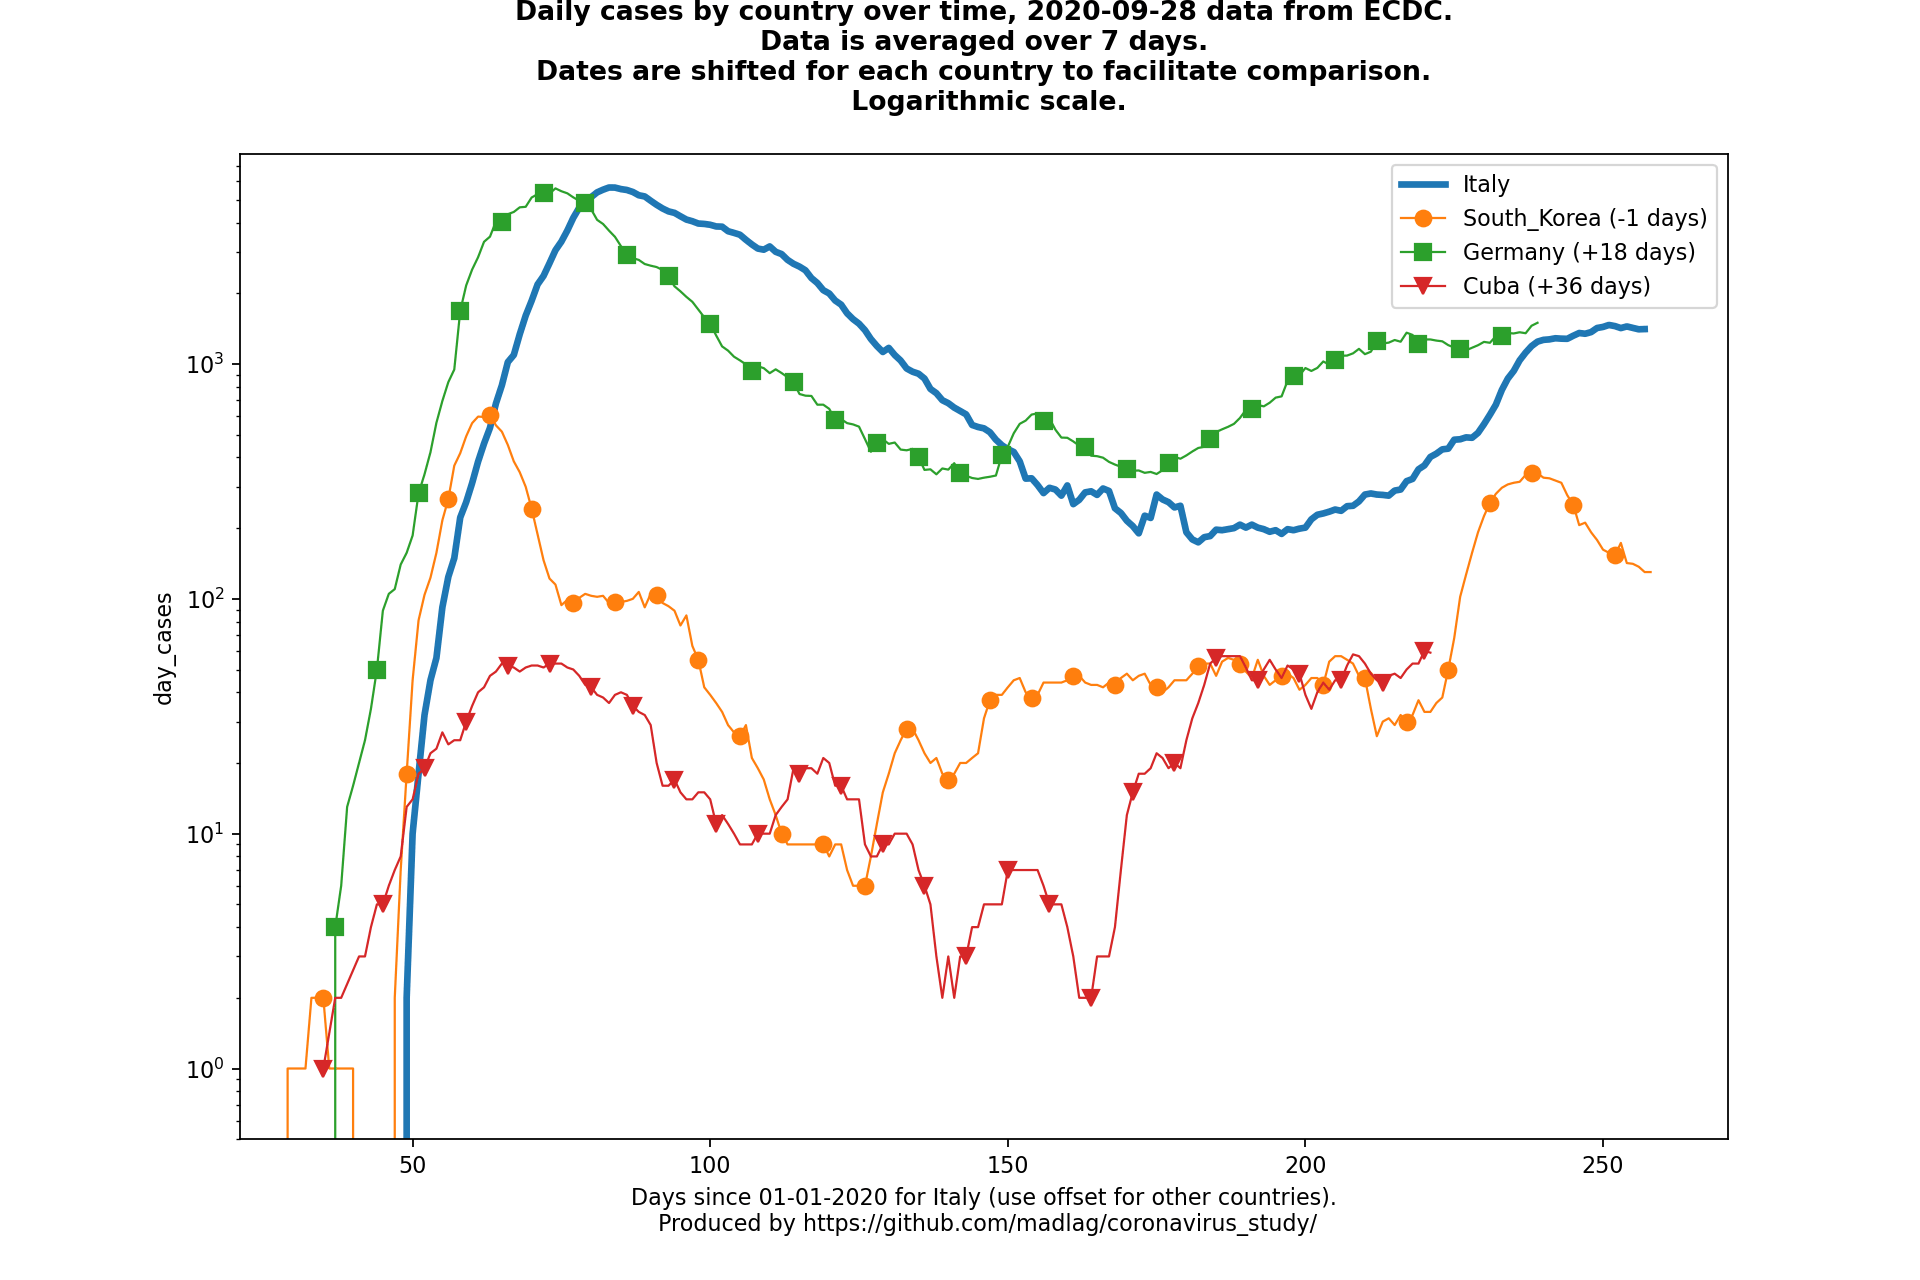 Daily cases by country over time, 2020-09-28 data from ECDC.
Data is averaged over 7 days.
Dates are shifted for each country to facilitate comparison.
Logarithmic scale.
Italy
South_Korea (-1 days)
Germany (+18 days)
Cuba (+36 days)
day_cases
10³
10²
10¹
10⁰
50 100 150 200 250
Days since 01-01-2020 for Italy (use offset for other countries).
Produced by https://github.com/madlag/coronavirus_study/